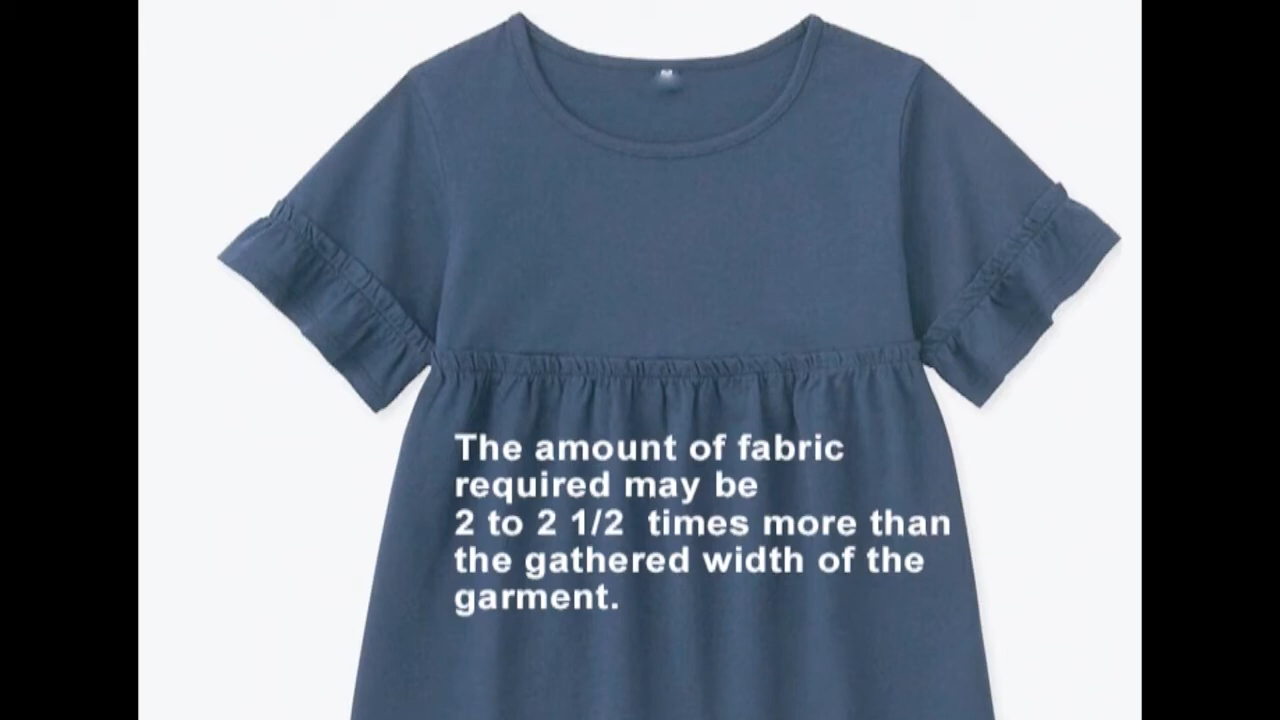 The amount of fabric
required may be
2 to 2 1/2 times more than
the gathered width of the
garment.